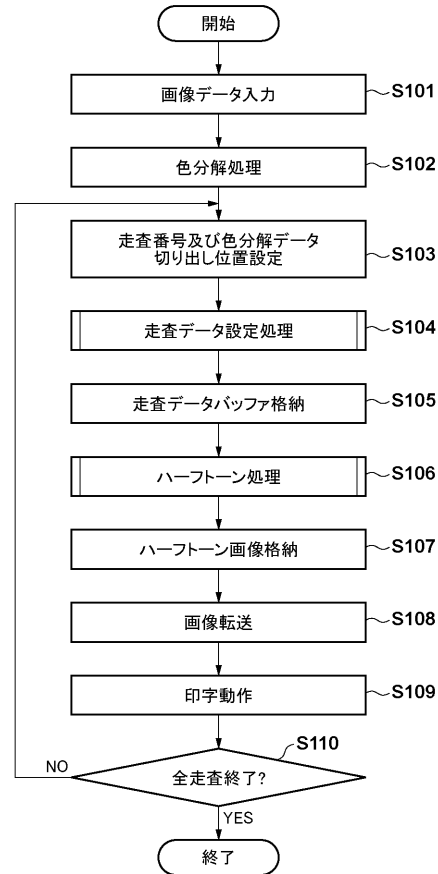 開始
画像データ入力
S101
色分解処理
S102
走査番号及び色分解データ
切り出し位置設定
S103
走査データ設定処理
S104
走査データバッファ格納
S105
ハーフトーン処理
S106
ハーフトーン画像格納
S107
画像転送
S108
印字動作
S109
S110
全走査終了?
NO
YES
終了